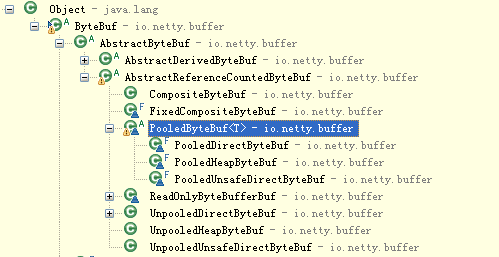 Object - java.lang
ByteBuf - io.netty.buffer
AbstractByteBuf - io.netty.buffer
AbstractDerivedByteBuf - io.netty.buffer
AbstractReferenceCountedByteBuf - io.netty.buffer
CompositeByteBuf - io.netty.buffer
FixedCompositeByteBuf - io.netty.buffer
PooledByteBuf<T> - io.netty.buffer
PooledDirectByteBuf - io.netty.buffer
PooledHeapByteBuf - io.netty.buffer
PooledUnsafeDirectByteBuf - io.netty.buffer
ReadOnlyByteBufferBuf - io.netty.buffer
UnpooledDirectByteBuf - io.netty.buffer
UnpooledHeapByteBuf - io.netty.buffer
UnpooledUnsafeDirectByteBuf - io.netty.buffer